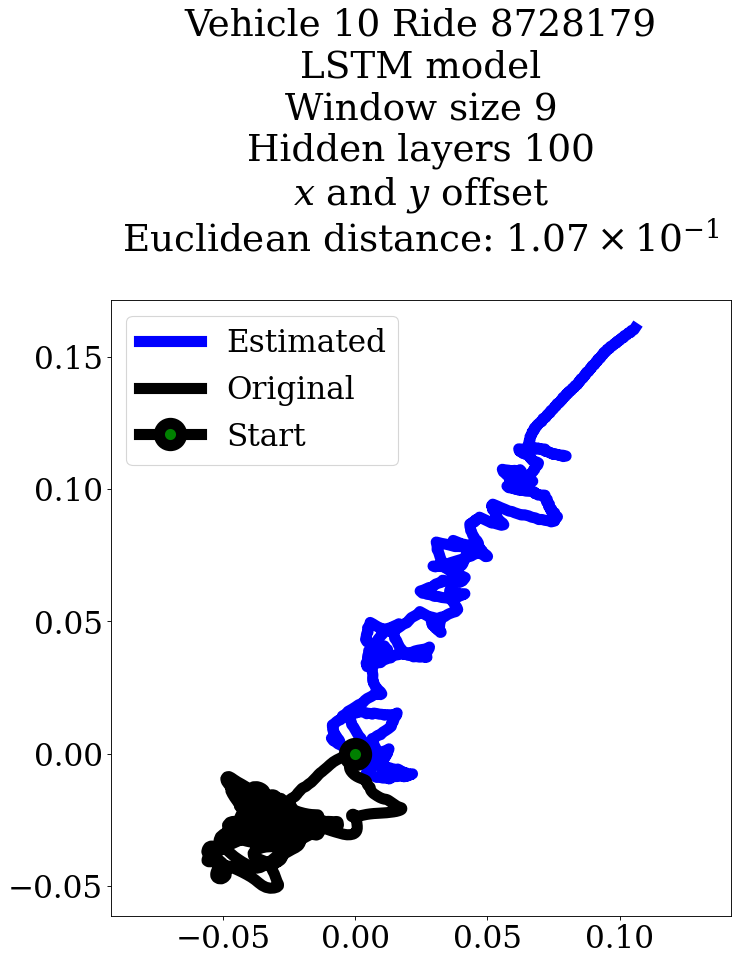 Vehicle 10 Ride 8728179
LSTM model
Window size 9
Hidden layers 100
x and y offset
Euclidean distance: 1.07 × 10⁻¹
Estimated
Original
Start
0.15
0.10
0.05
0.00
−0.05
−0.05 0.00 0.05 0.10